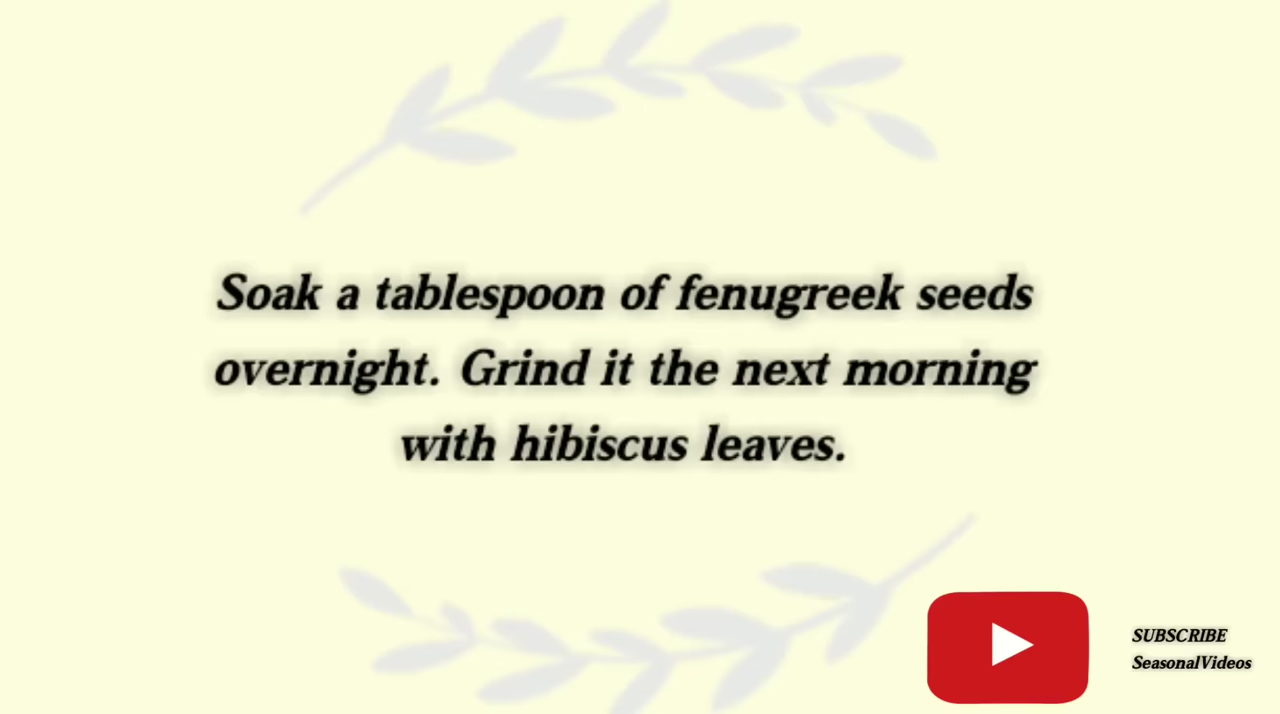 Soak a tablespoon of fenugreek seeds
overnight. Grind it the next morning
with hibiscus leaves.
SUBSCRIBE
SeasonalVideos